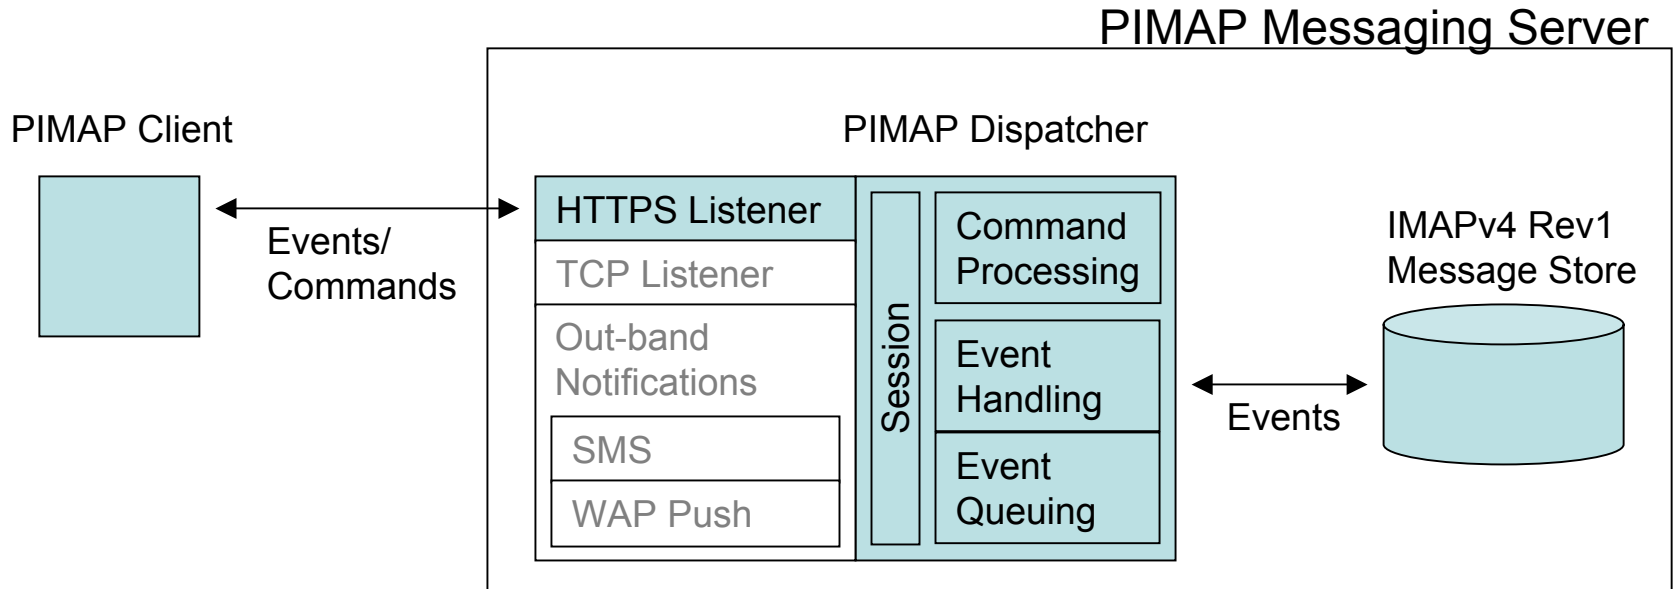 PIMAP Messaging Server
PIMAP Client
PIMAP Dispatcher
Events/
Commands
HTTPS Listener
TCP Listener
Out-band
Notifications
SMS
WAP Push
Session
Command
Processing
Event
Handling
Event
Queuing
Events
IMAPv4 Rev1
Message Store